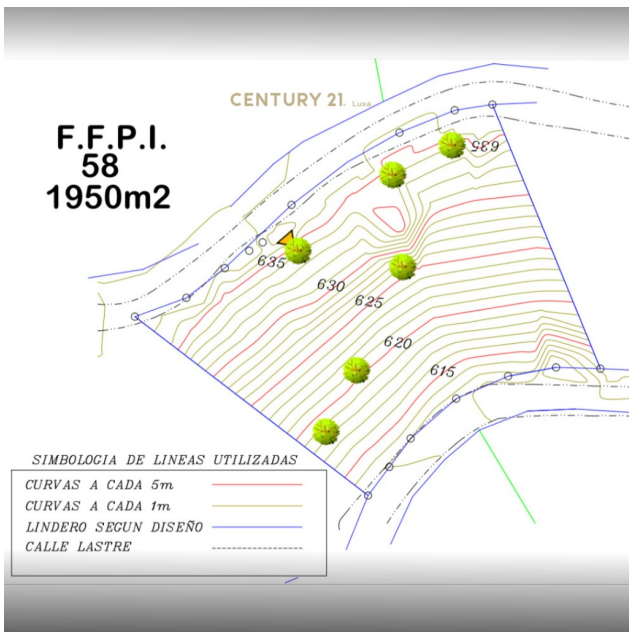 CENTURY 21. Luxa
F.F.P.I.
58
1950m2
635
635
630
625
620
615
SIMBOLOGIA DE LINEAS UTILIZADAS
CURVAS A CADA 5m
CURVAS A CADA 1m
LINDERO SEGUN DISEÑO
CALLE LASTRE